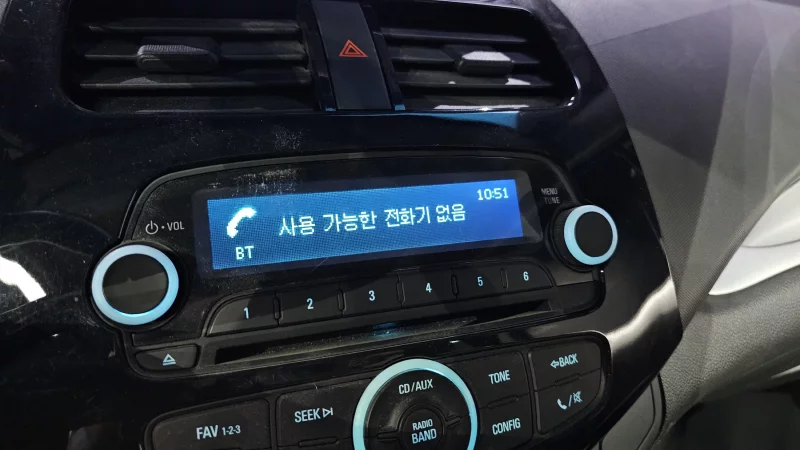 10:51
사용 가능한 전화기 없음
BT
VOL
MENU
TUNE
1 2 3 4 5 6
CD/AUX
TONE
BACK
FAV 1-2-3
SEEK
RADIO
BAND
CONFIG